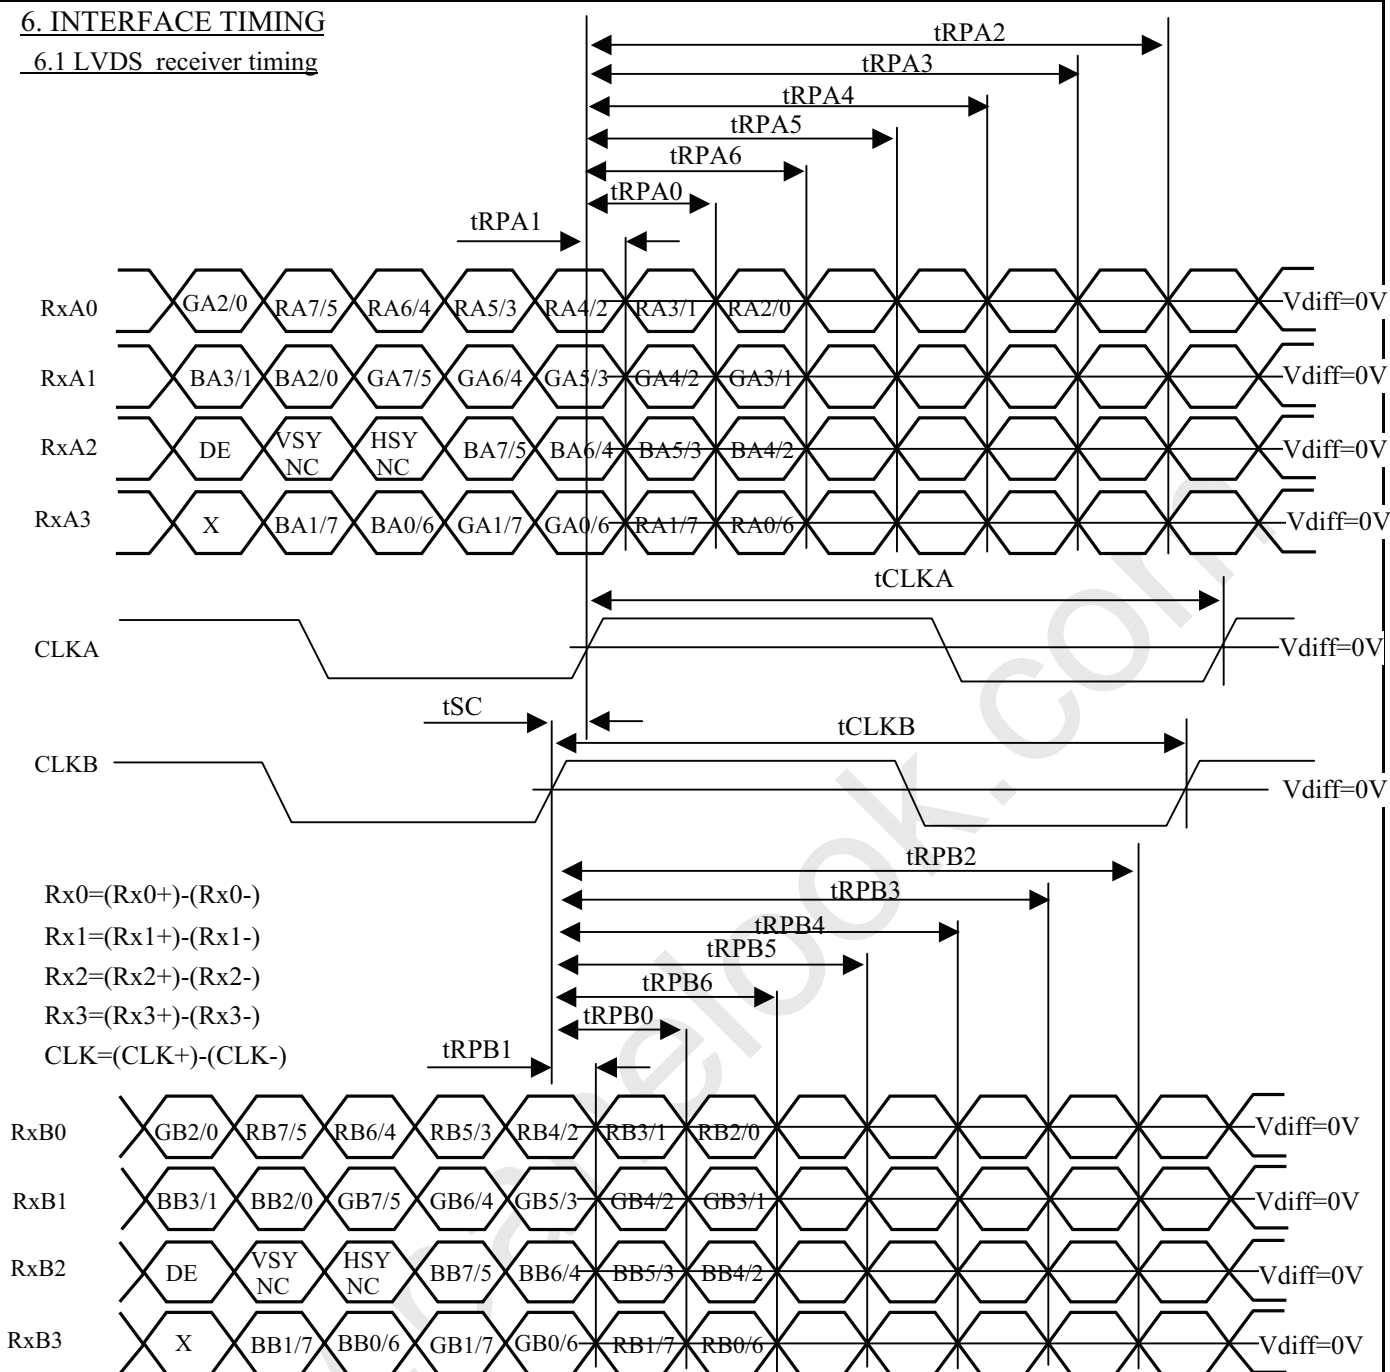 6. INTERFACE TIMING
6.1 LVDS receiver timing
tRPA2
tRPA3
tRPA4
tRPA5
tRPA6
tRPA0
tRPA1
RxA0 GA2/0 RA7/5 RA6/4 RA5/3 RA4/2 RA3/1 RA2/0 Vdiff=0V
RxA1 BA3/1 BA2/0 GA7/5 GA6/4 GA5/3 GA4/2 GA3/1 Vdiff=0V
RxA2 DE VSY HSY BA7/5 BA6/4 BA5/3 BA4/2 Vdiff=0V
NC NC
RxA3 X BA1/7 BA0/6 GA1/7 GA0/6 RA1/7 RA0/6 Vdiff=0V
tCLKA
CLKA Vdiff=0V
tSC
tCLKB
CLKB Vdiff=0V
tRPB2
Rx0=(Rx0+)-(Rx0-) tRPB3
Rx1=(Rx1+)-(Rx1-) tRPB4
tRPB5
Rx2=(Rx2+)-(Rx2-) tRPB6
Rx3=(Rx3+)-(Rx3-) tRPB0
CLK=(CLK+)-(CLK-) tRPB1
RxB0 GB2/0 RB7/5 RB6/4 RB5/3 RB4/2 RB3/1 RB2/0 Vdiff=0V
RxB1 BB3/1 BB2/0 GB7/5 GB6/4 GB5/3 GB4/2 GB3/1 Vdiff=0V
RxB2 DE VSY HSY BB7/5 BB6/4 BB5/3 BB4/2 Vdiff=0V
NC NC
RxB3 X BB1/7 BB0/6 GB1/7 GB0/6 RB1/7 RB0/6 Vdiff=0V
panelook.com